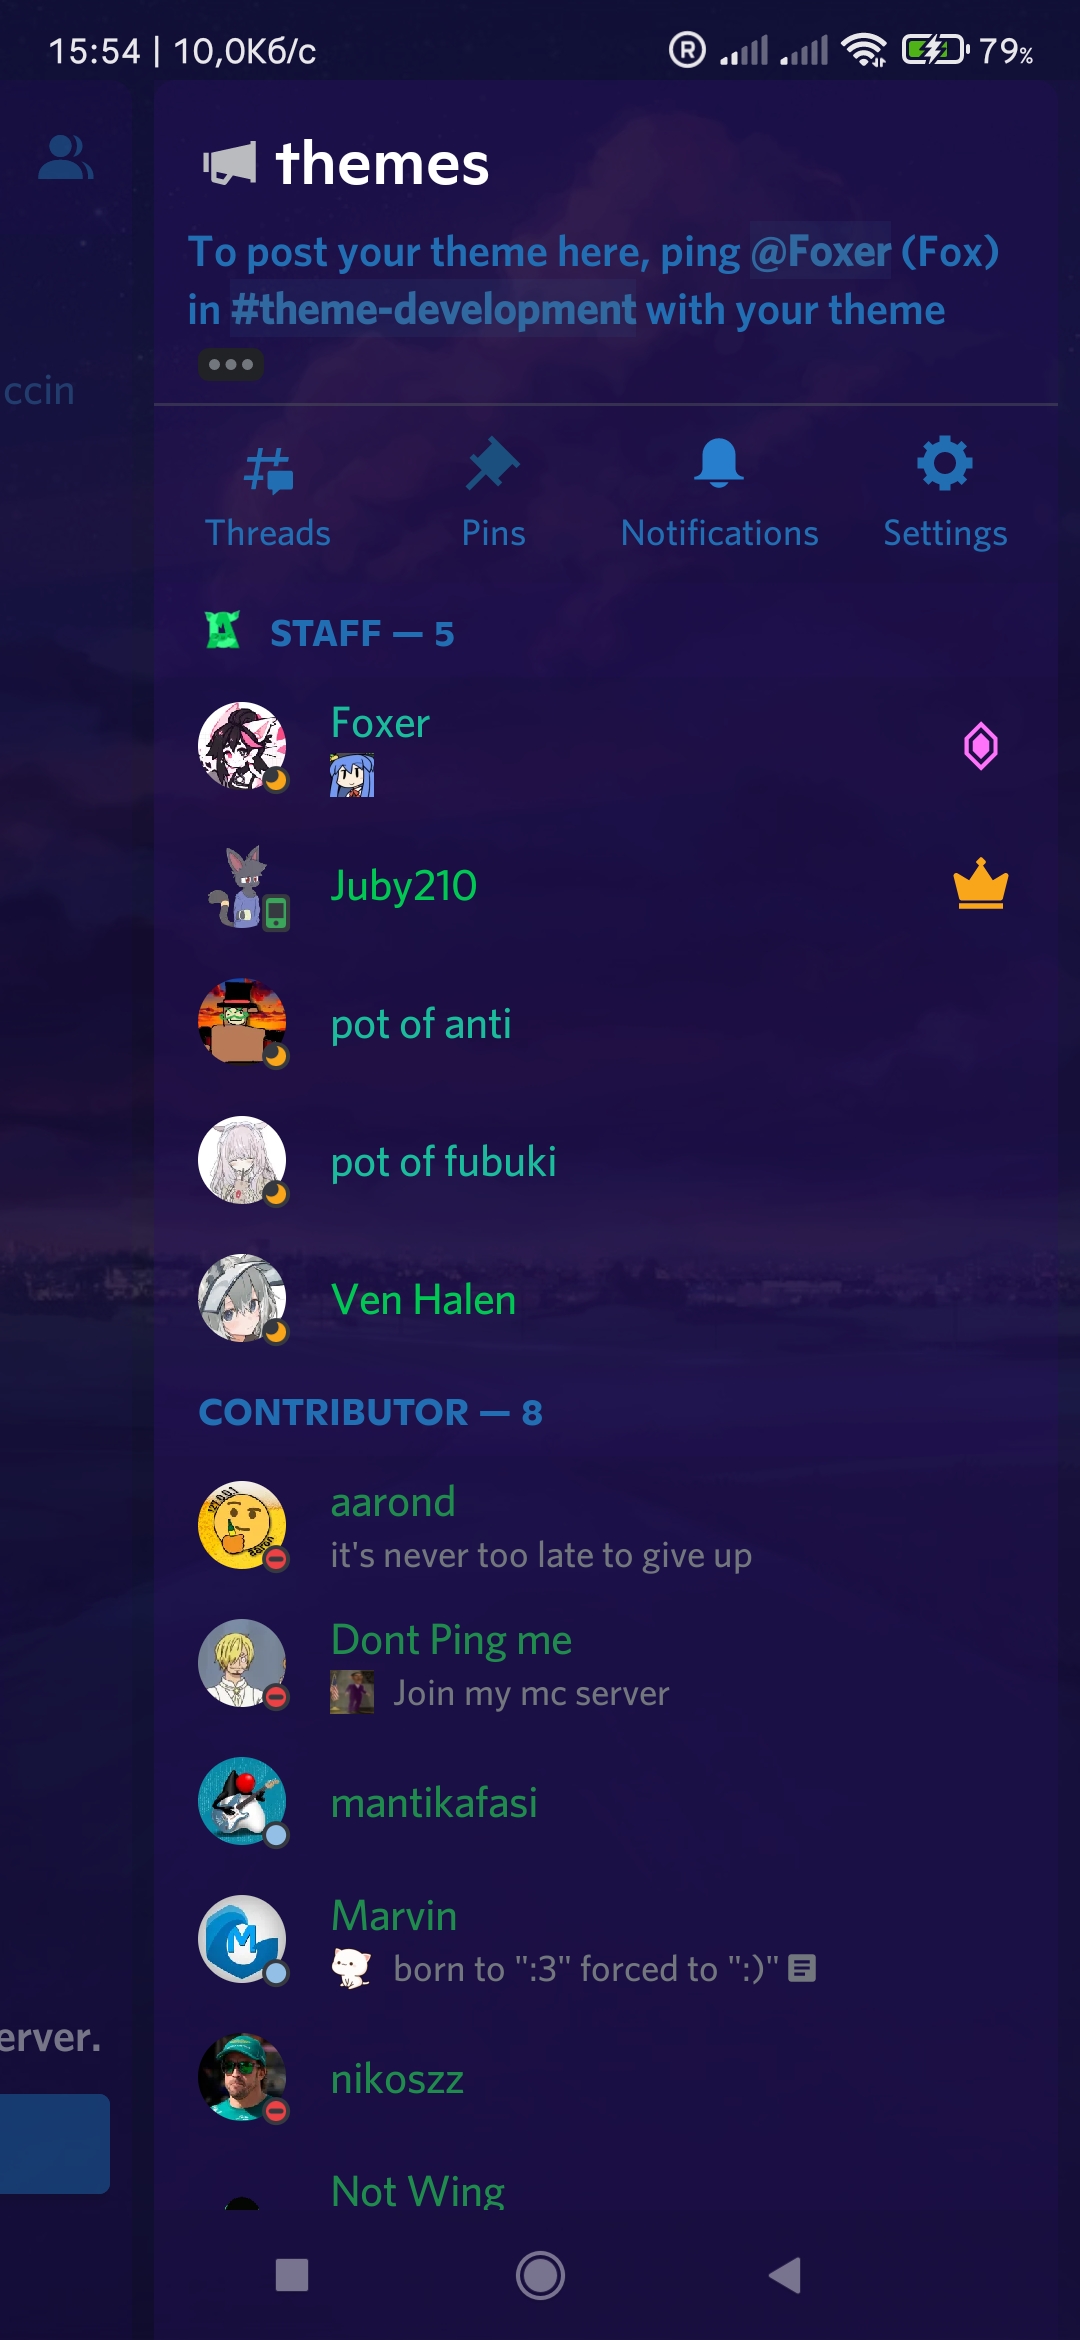 15:54 | 10,0Кб/с
79%
themes
To post your theme here, ping @Foxer (Fox)
in #theme-development with your theme
ccin
Threads
Pins
Notifications
Settings
STAFF — 5
Foxer
Juby210
pot of anti
pot of fubuki
Ven Halen
CONTRIBUTOR — 8
aarond
it's never too late to give up
Dont Ping me
Join my mc server
mantikafasi
Marvin
born to ":3" forced to ":)"
erver.
nikoszz
Not Wing